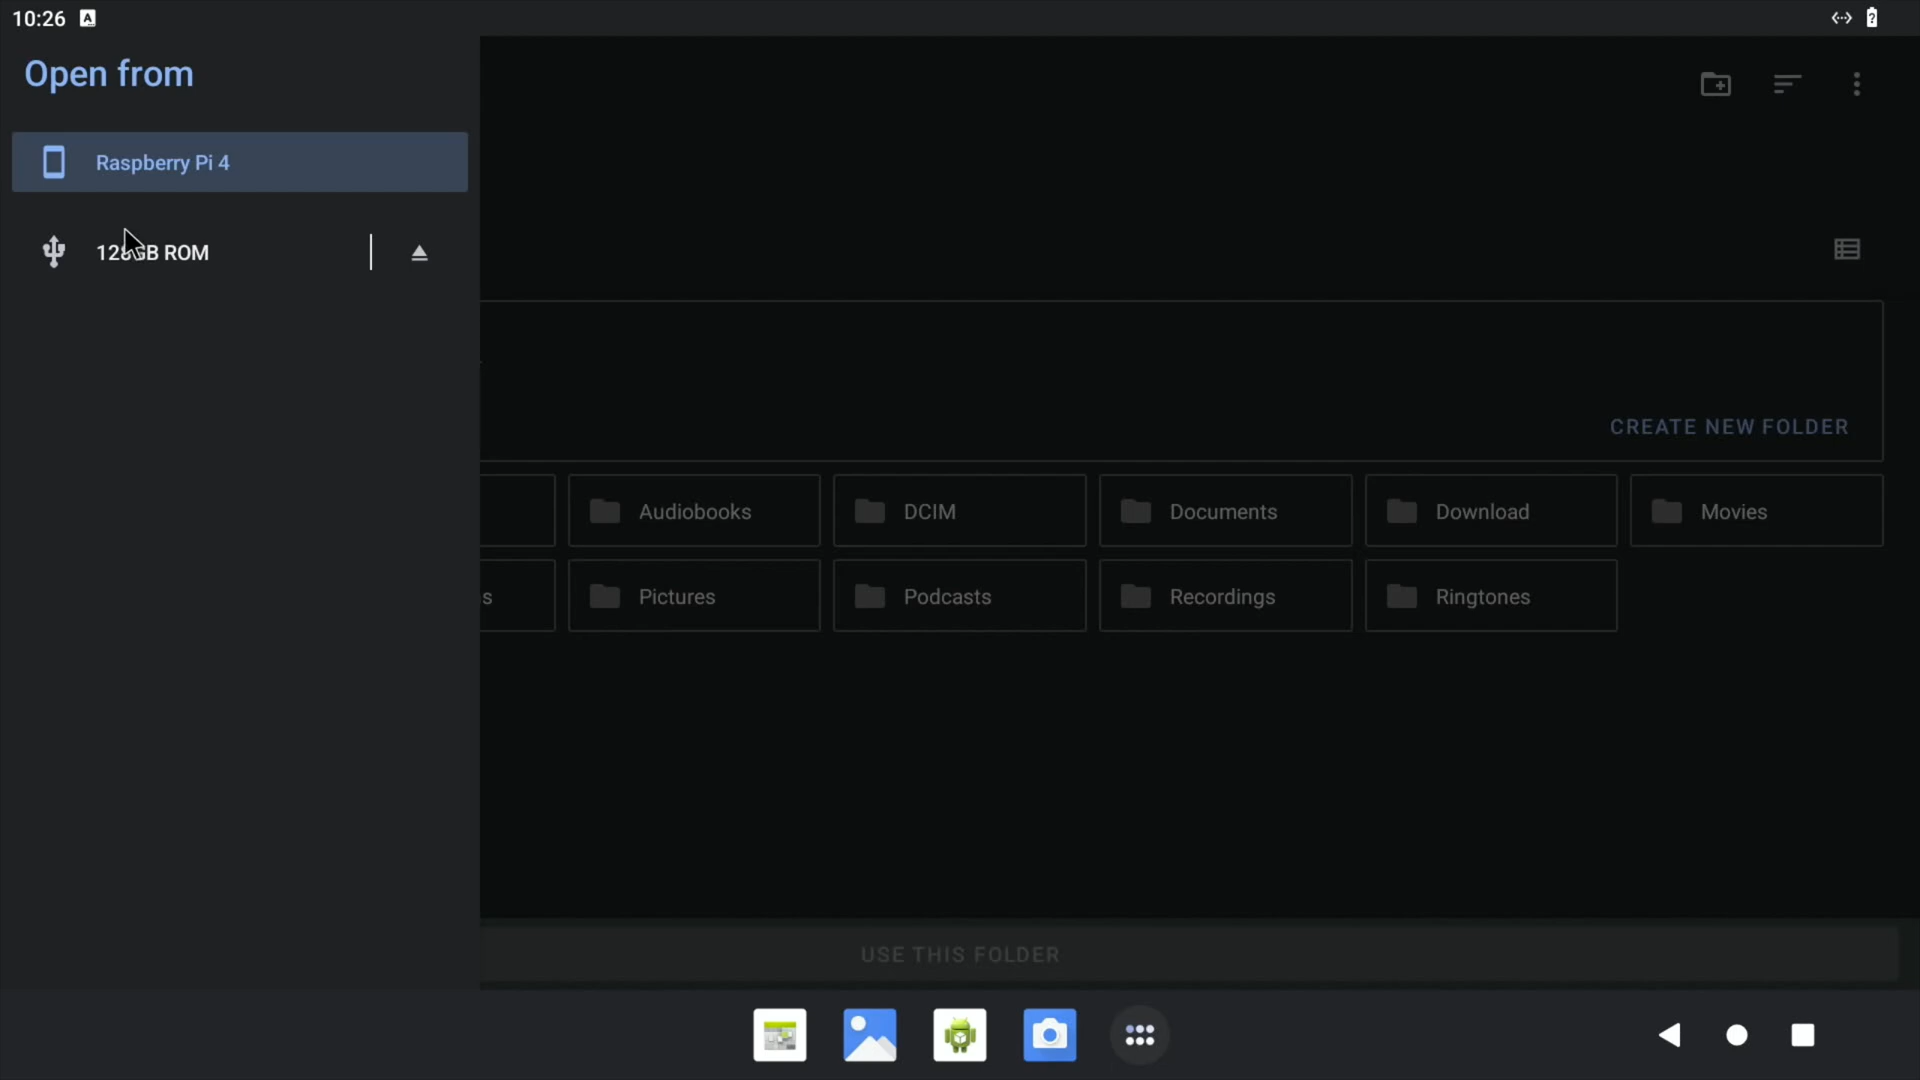 10:26
Open from
Raspberry Pi 4
128GB ROM
CREATE NEW FOLDER
Audiobooks
DCIM
Documents
Download
Movies
s
Pictures
Podcasts
Recordings
Ringtones
USE THIS FOLDER